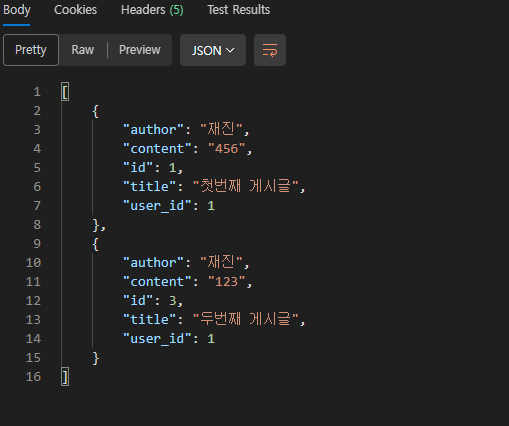 Body Cookies Headers (5) Test Results
Pretty Raw Preview JSON
1 [
2 {
3 "author": "재진",
4 "content": "456",
5 "id": 1,
6 "title": "첫번째 게시글",
7 "user_id": 1
8 },
9 {
10 "author": "재진",
11 "content": "123",
12 "id": 3,
13 "title": "두번째 게시글",
14 "user_id": 1
15 }
16 ]